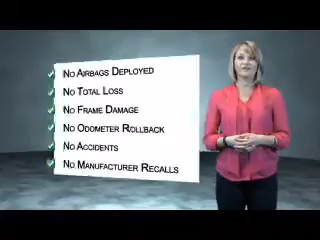 No Airbags Deployed
No Total Loss
No Frame Damage
No Odometer Rollback
No Accidents
No Manufacturer Recalls